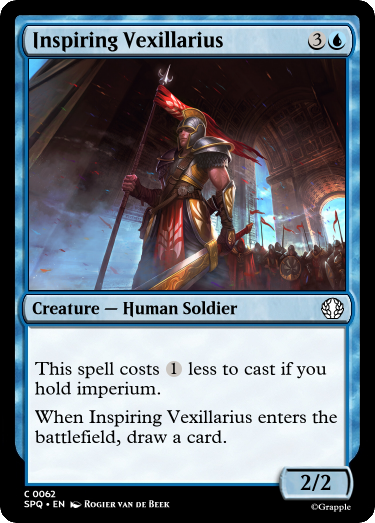 Inspiring Vexillarius 3
Creature — Human Soldier
This spell costs 1 less to cast if you
hold imperium.
When Inspiring Vexillarius enters the
battlefield, draw a card.
2/2
C 0062
SPQ • EN Rogier van de Beek
©Grapple